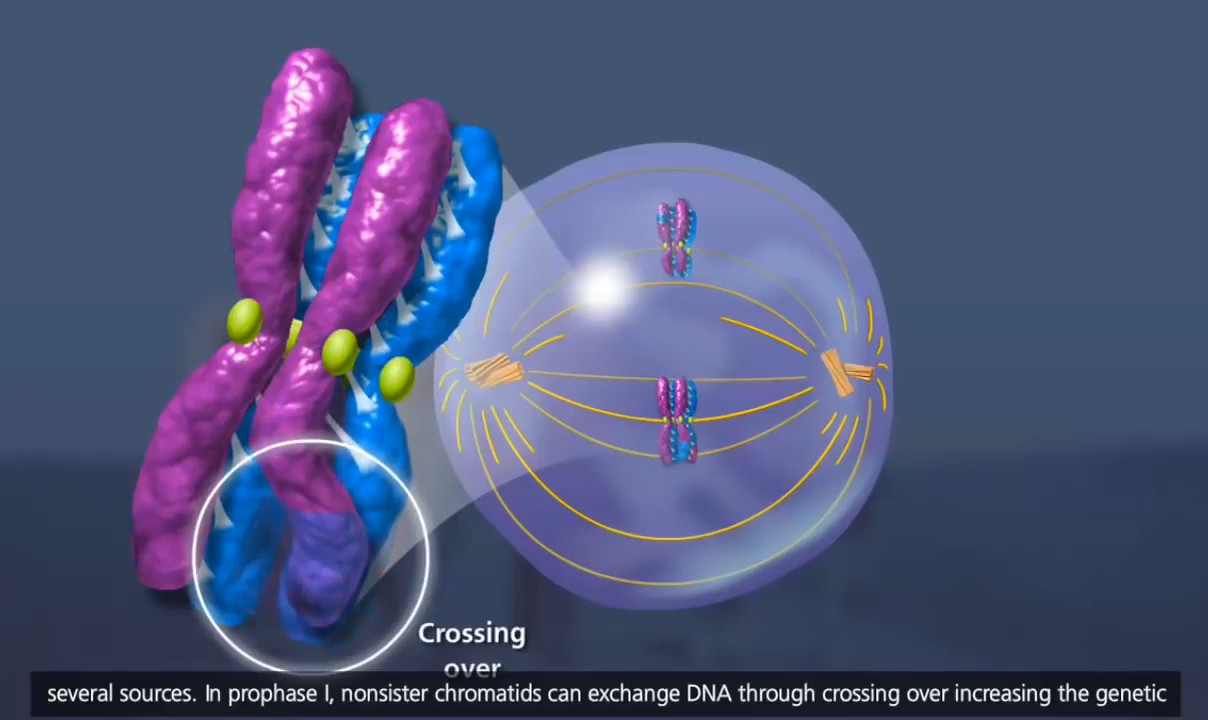 Crossing
over
several sources. In prophase I, nonsister chromatids can exchange DNA through crossing over increasing the genetic